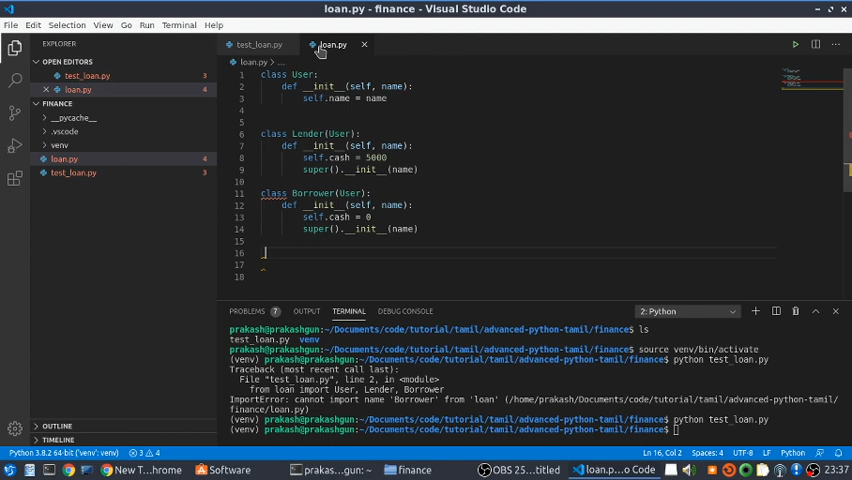 loan.py - finance - Visual Studio Code
File Edit Selection View Go Run Terminal Help
EXPLORER
OPEN EDITORS
test_loan.py 3
loan.py 4
FINANCE
__pycache__
.vscode
venv
loan.py 4
test_loan.py 3
OUTLINE
TIMELINE
test_loan.py loan.py
loan.py > ...
1 class User:
2 def __init__(self, name):
3 self.name = name
4
5
6 class Lender(User):
7 def __init__(self, name):
8 self.cash = 5000
9 super().__init__(name)
10
11 class Borrower(User):
12 def __init__(self, name):
13 self.cash = 0
14 super().__init__(name)
15
16
17
18
PROBLEMS 7 OUTPUT TERMINAL DEBUG CONSOLE 2: Python
prakash@prakashgun:~/Documents/code/tutorial/tamil/advanced-python-tamil/finance$ ls
test_loan.py venv
prakash@prakashgun:~/Documents/code/tutorial/tamil/advanced-python-tamil/finance$ source venv/bin/activate
(venv) prakash@prakashgun:~/Documents/code/tutorial/tamil/advanced-python-tamil/finance$ python test_loan.py
Traceback (most recent call last):
File "test_loan.py", line 2, in <module>
from loan import User, Lender, Borrower
ImportError: cannot import name 'Borrower' from 'loan' (/home/prakash/Documents/code/tutorial/tamil/advanced-python-tamil/
finance/loan.py)
(venv) prakash@prakashgun:~/Documents/code/tutorial/tamil/advanced-python-tamil/finance$ python test_loan.py
(venv) prakash@prakashgun:~/Documents/code/tutorial/tamil/advanced-python-tamil/finance$
Python 3.8.2 64-bit ('venv': venv) 3 4 Ln 16, Col 2 Spaces: 4 UTF-8 LF Python
New T...hrome Software prakas...gun: ~ finance OBS 25...titled loan.p...o Code 23:37